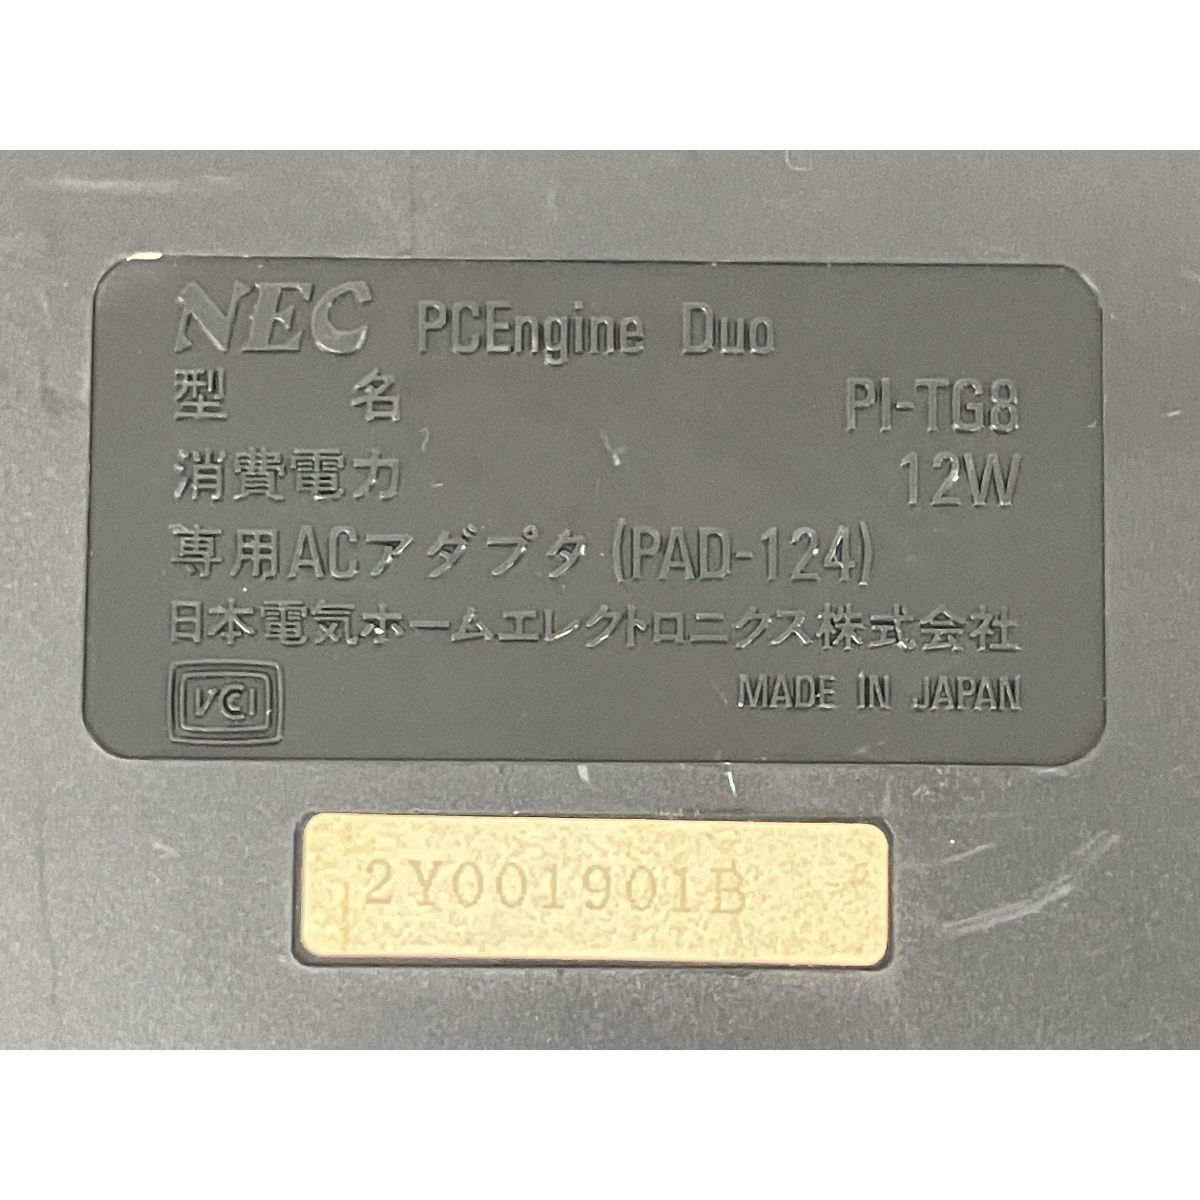 NEC PCEngine Duo
型名 PI-TG8
消費電力 12W
専用ACアダプタ(PAD-124)
日本電気ホームエレクトロニクス株式会社
VCI MADE IN JAPAN
2Y001901B